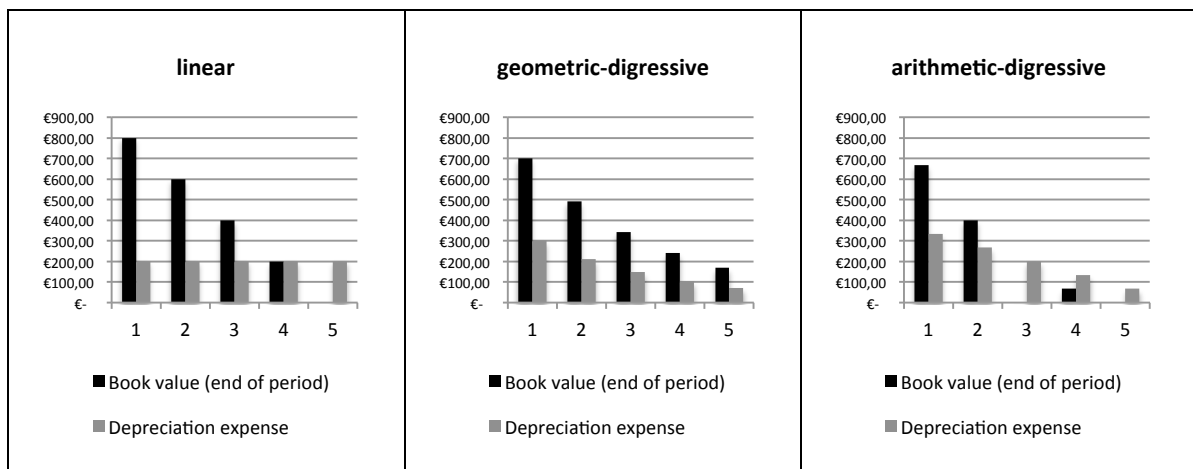 linear
€900,00
€800,00
€700,00
€600,00
€500,00
€400,00
€300,00
€200,00
€100,00
€-
1 2 3 4 5
Book value (end of period)
Depreciation expense
geometric-digressive
€900,00
€800,00
€700,00
€600,00
€500,00
€400,00
€300,00
€200,00
€100,00
€-
1 2 3 4 5
Book value (end of period)
Depreciation expense
arithmetic-digressive
€900,00
€800,00
€700,00
€600,00
€500,00
€400,00
€300,00
€200,00
€100,00
€-
1 2 3 4 5
Book value (end of period)
Depreciation expense